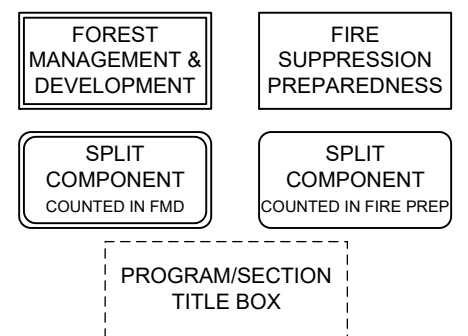 FOREST
MANAGEMENT &
DEVELOPMENT
FIRE
SUPPRESSION
PREPAREDNESS
SPLIT
COMPONENT
COUNTED IN FMD
SPLIT
COMPONENT
COUNTED IN FIRE PREP
PROGRAM/SECTION
TITLE BOX